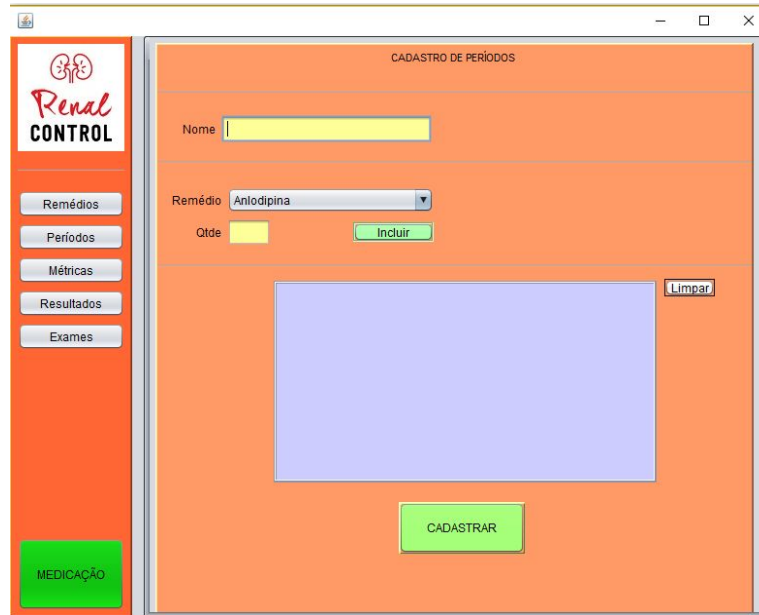 Renal
CONTROL
Remédios
Períodos
Métricas
Resultados
Exames
MEDICAÇÃO
CADASTRO DE PERÍODOS
Nome
Remédio Anlodipina
Qtde Incluir
Limpar
CADASTRAR